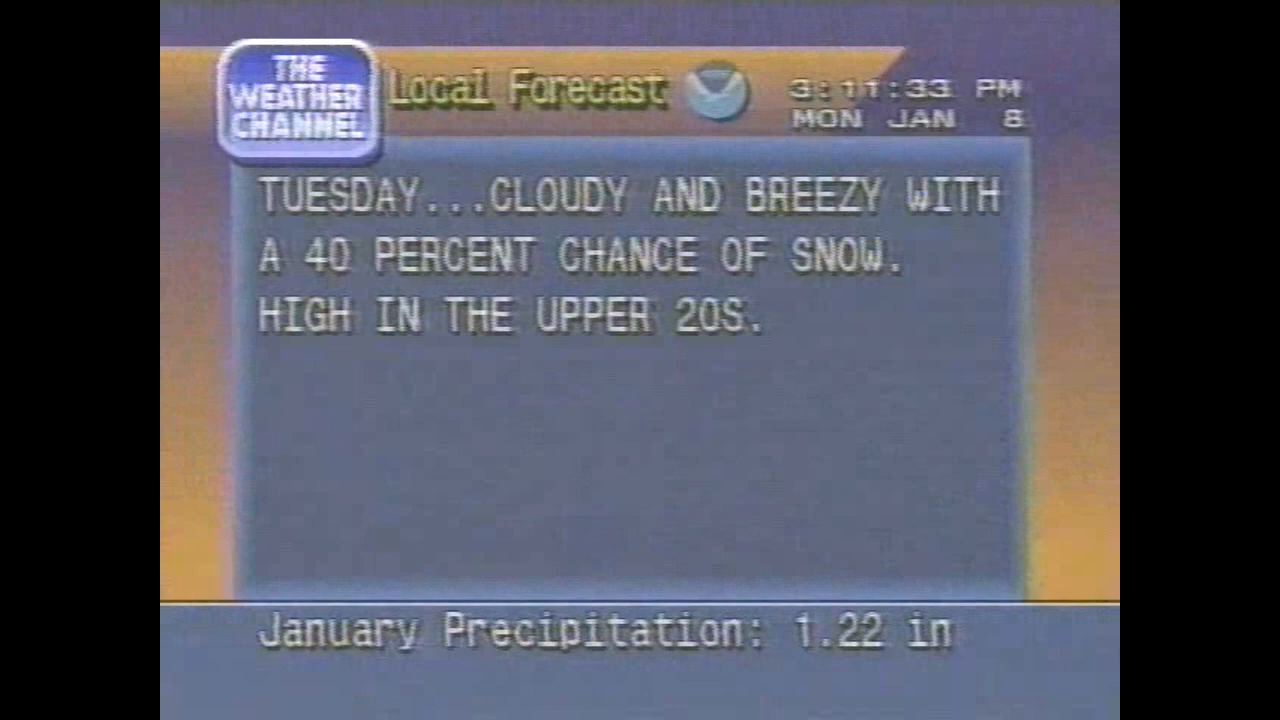 THE
WEATHER
CHANNEL
Local Forecast
3:11:33 PM
MON JAN 8
TUESDAY...CLOUDY AND BREEZY WITH
A 40 PERCENT CHANCE OF SNOW.
HIGH IN THE UPPER 20S.
January Precipitation: 1.22 in